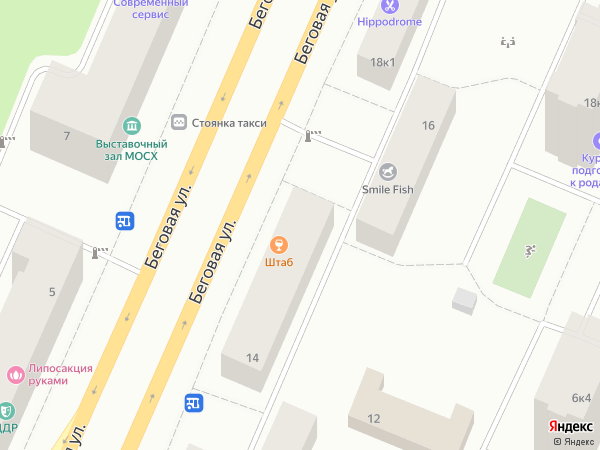 Современный
сервис
Беговая
Беговая
Hippodrome
18к1
18к
16
Стоянка такси
7
Выставочный
зал МОСХ
Smile Fish
Беговая ул.
Беговая ул.
Штаб
5
14
Липосакция
руками
12
6к4
ул.
Яндекс
© Яндекс